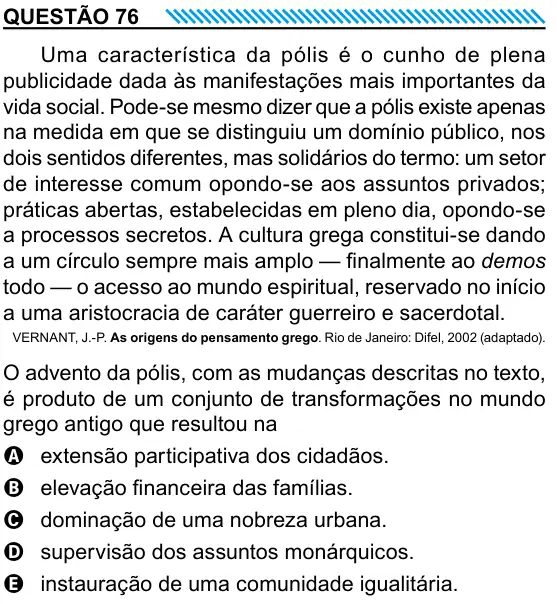 QUESTÃO 76
Uma característica da pólis é o cunho de plena
publicidade dada às manifestações mais importantes da
vida social. Pode-se mesmo dizer que a pólis existe apenas
na medida em que se distinguiu um domínio público, nos
dois sentidos diferentes, mas solidários do termo: um setor
de interesse comum opondo-se aos assuntos privados;
práticas abertas, estabelecidas em pleno dia, opondo-se
a processos secretos. A cultura grega constitui-se dando
a um círculo sempre mais amplo — finalmente ao demos
todo — o acesso ao mundo espiritual, reservado no início
a uma aristocracia de caráter guerreiro e sacerdotal.
VERNANT, J.-P. As origens do pensamento grego. Rio de Janeiro: Difel, 2002 (adaptado).
O advento da pólis, com as mudanças descritas no texto,
é produto de um conjunto de transformações no mundo
grego antigo que resultou na
A extensão participativa dos cidadãos.
B elevação financeira das famílias.
C dominação de uma nobreza urbana.
D supervisão dos assuntos monárquicos.
E instauração de uma comunidade igualitária.